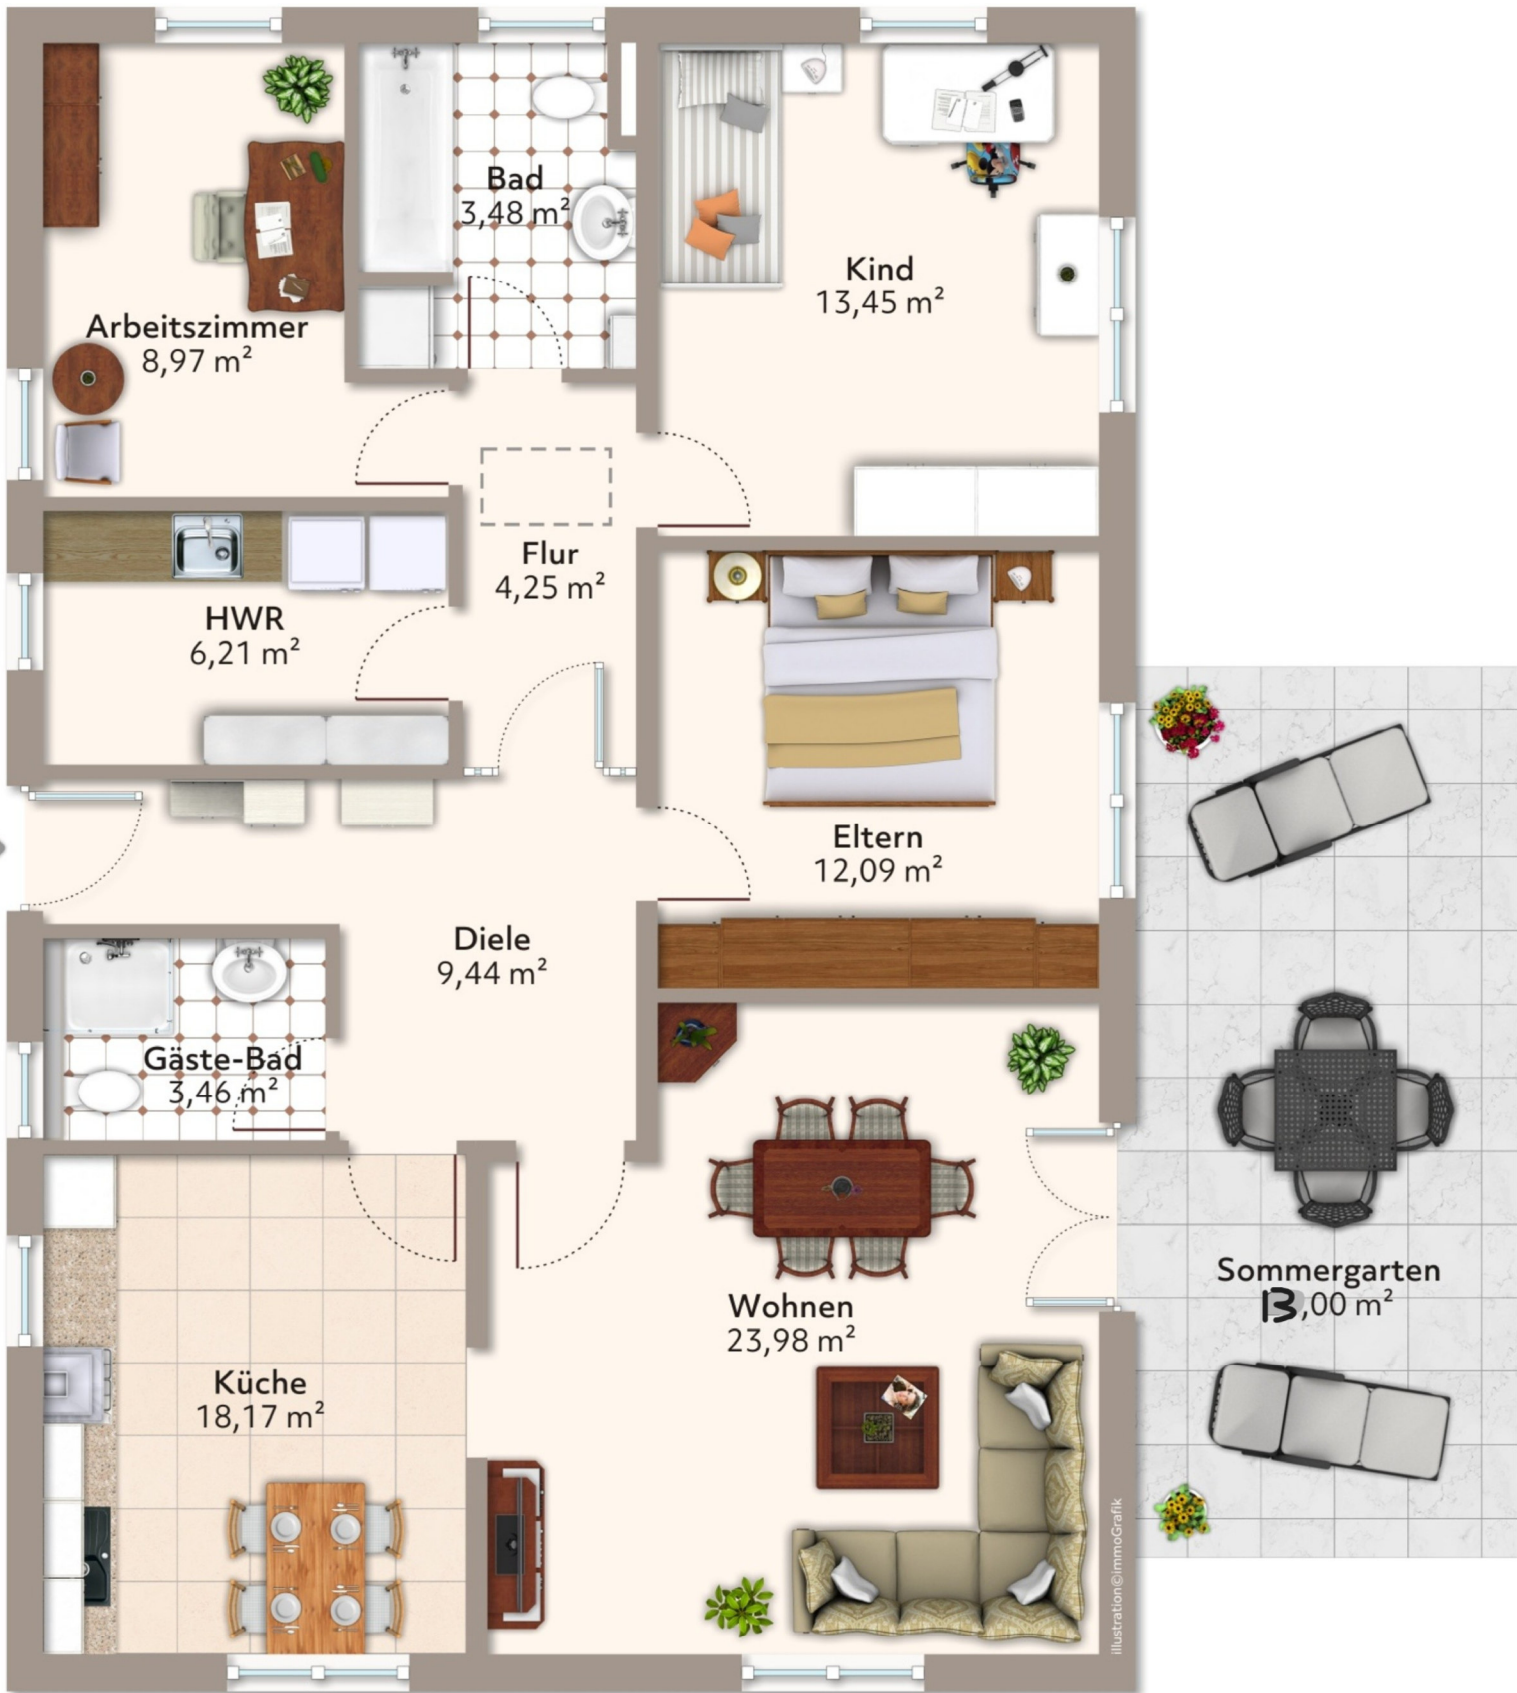 Bad
3,48 m²
Kind
13,45 m²
Arbeitszimmer
8,97 m²
Flur
4,25 m²
HWR
6,21 m²
Eltern
12,09 m²
Diele
9,44 m²
Gäste-Bad
3,46 m²
Sommergarten
13,00 m²
Wohnen
23,98 m²
Küche
18,17 m²
illustration©immoGrafik